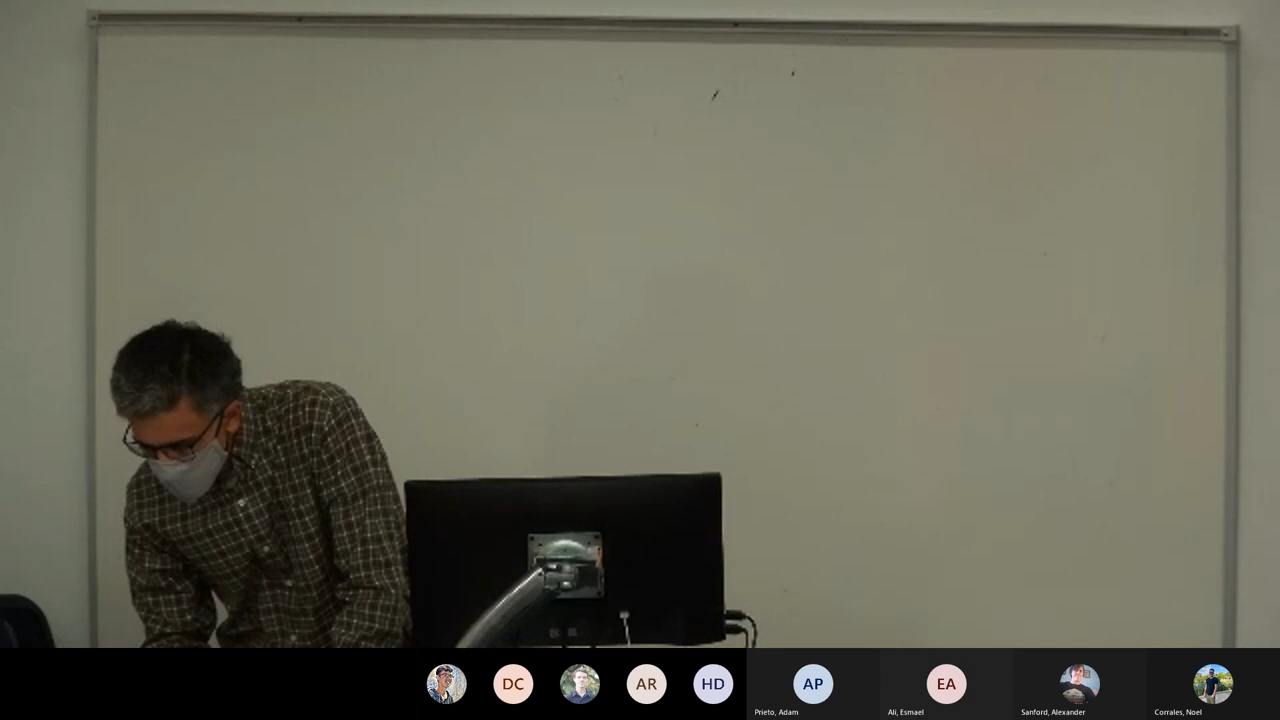 DC
AR
HD
AP
EA
Prieto, Adam
Ali, Esmael
Sanford, Alexander
Corrales, Noel